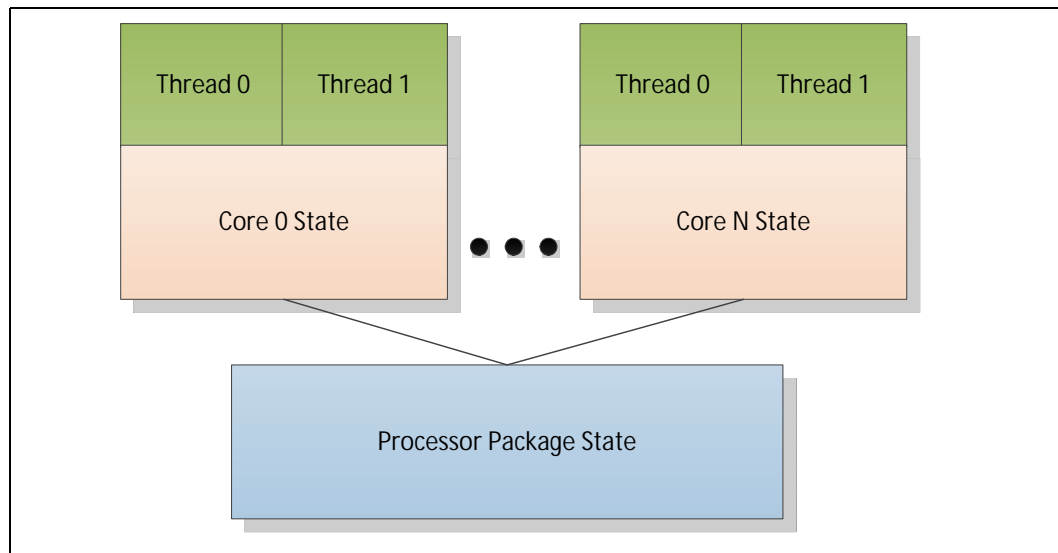 Thread 0
Thread 1
Thread 0
Thread 1
Core 0 State
Core N State
Processor Package State